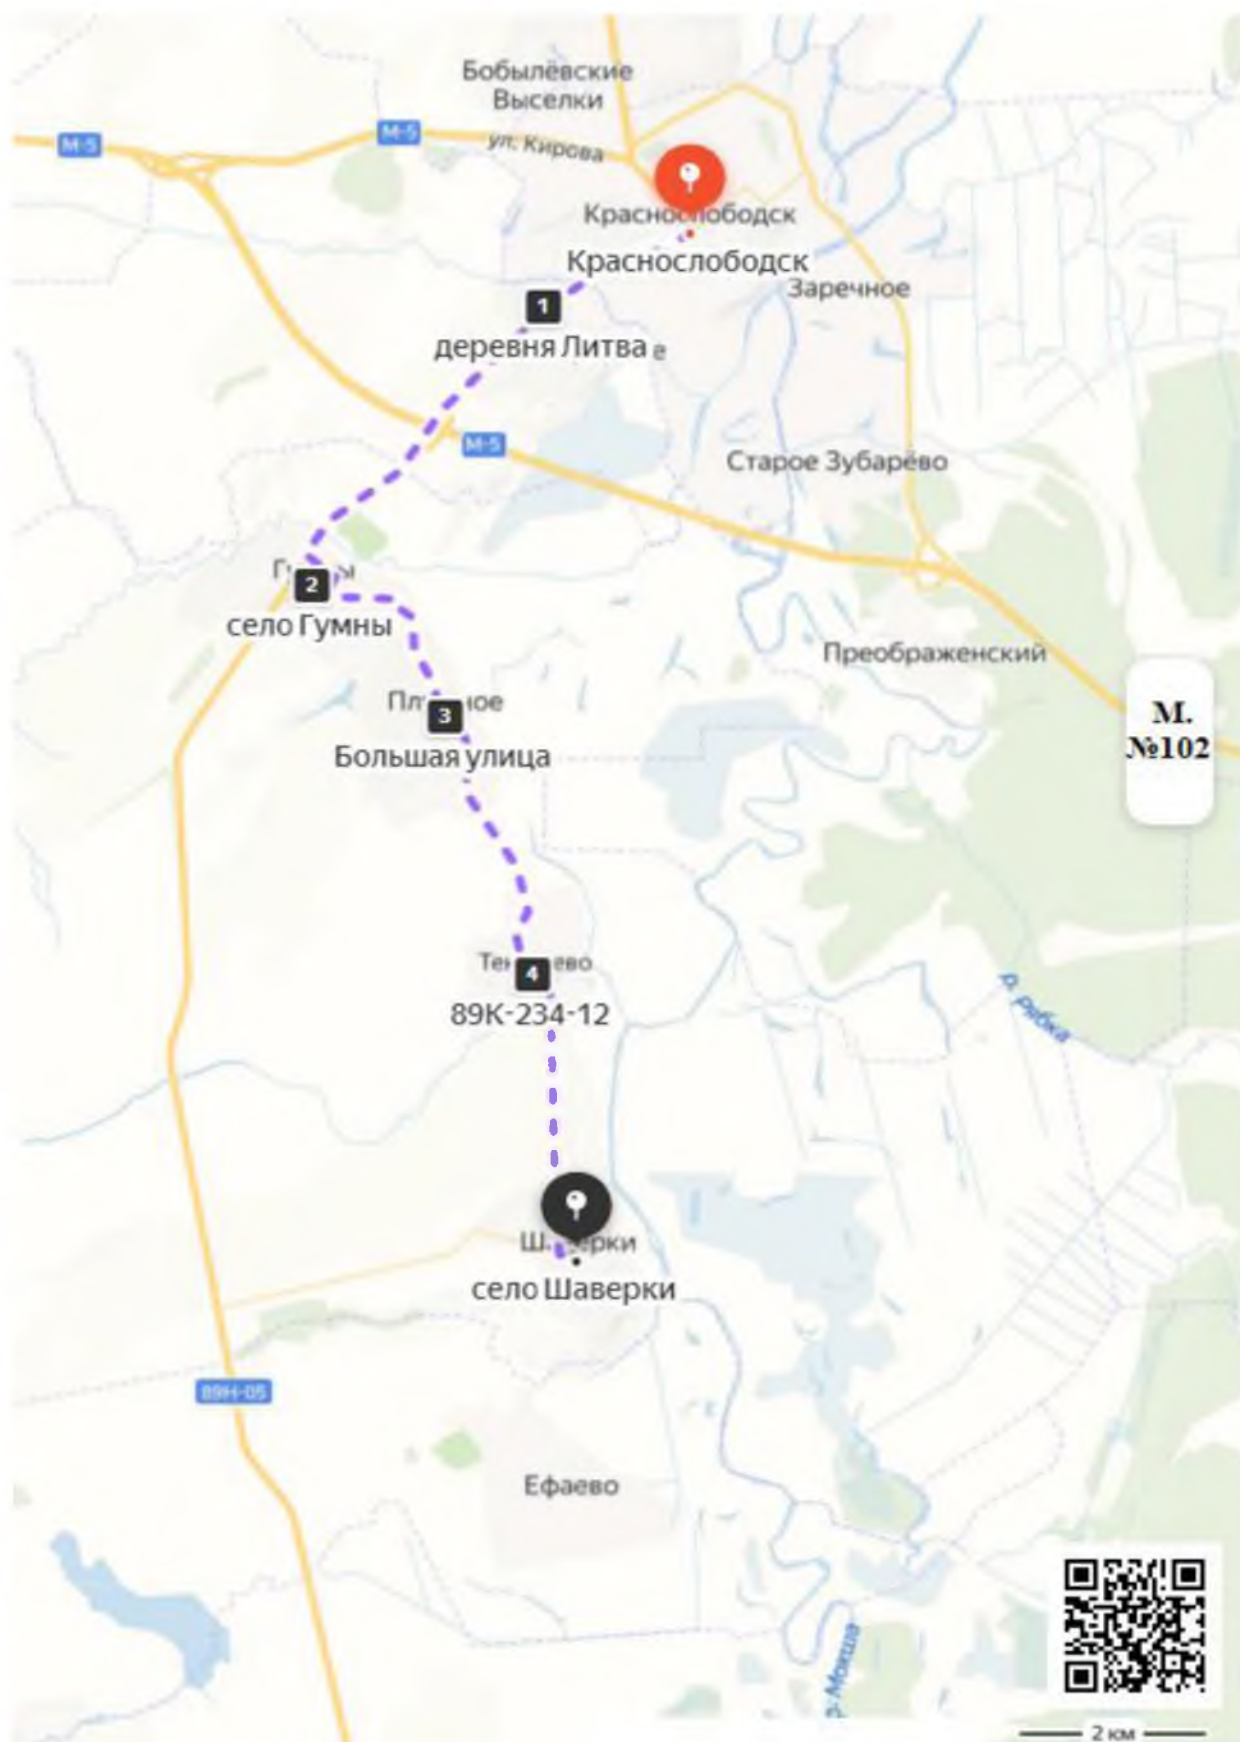 Бобылёвские
Выселки
М-5
М-5
ул. Кирова
Краснослободск
Краснослободск
Заречное
1
деревня Литва
е
М-5
Старое Зубарёво
2
село Гумны
Преображенский
М.
№102
3
Большая улица
4
89К-234-12
р. Рябка
село Шаверки
89Н-05
Ефаево
р. Мокша
2 км